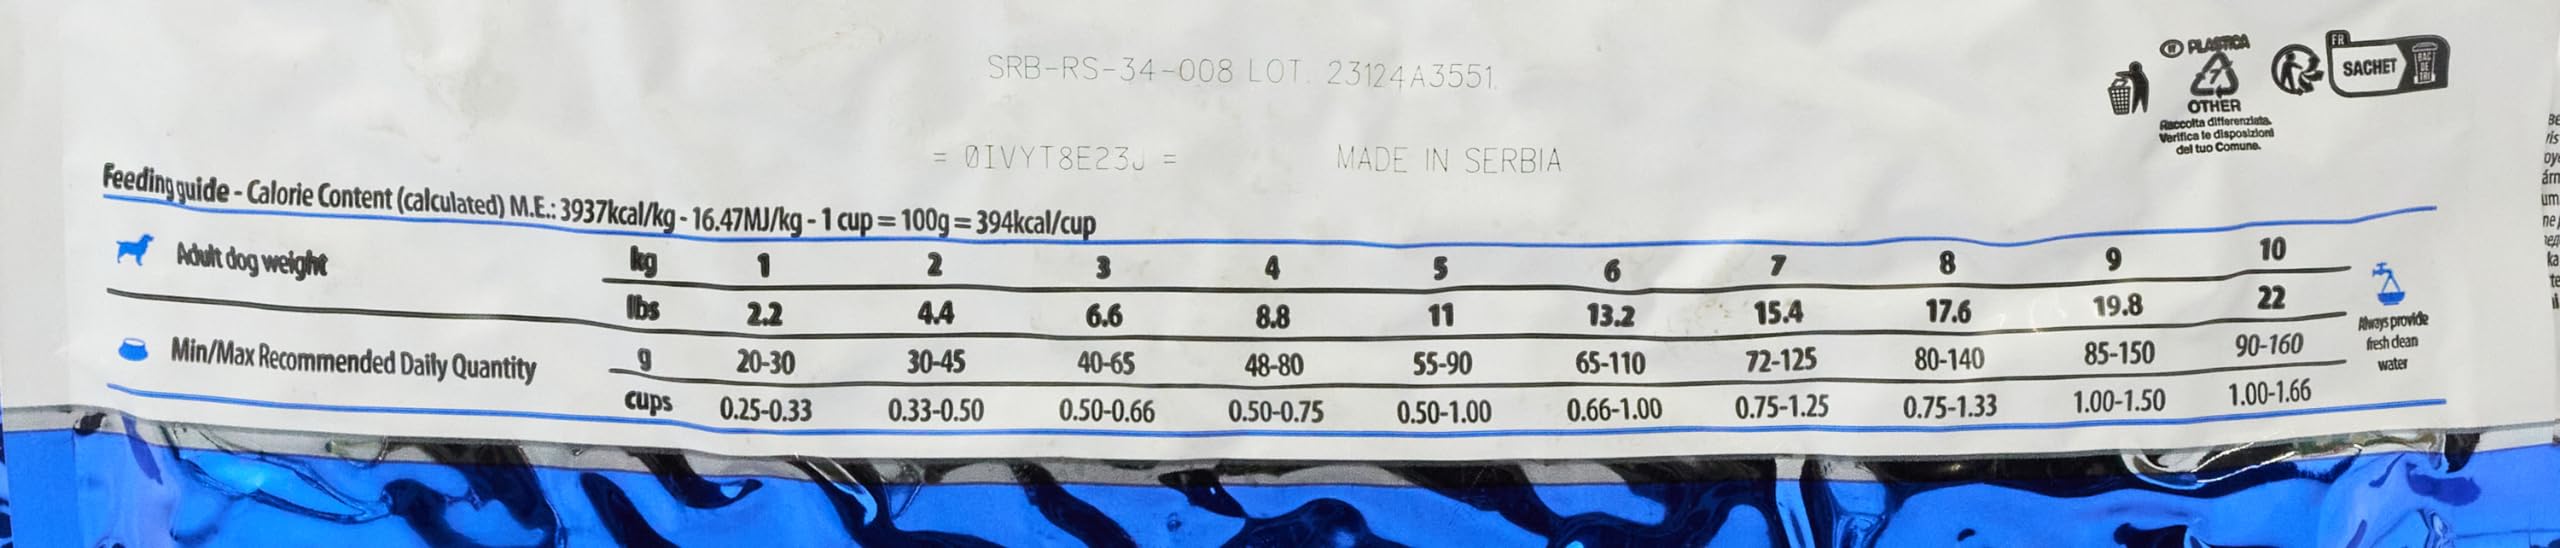 SRB-RS-34-008 LOT. 23124A3551
= 0IVYT8E23J = MADE IN SERBIA
PLASTICA
7
OTHER
Raccolta differenziata.
Verifica le disposizioni
del tuo Comune.
FR
SACHET
BAC
DE
TRI
Feeding guide - Calorie Content (calculated) M.E.: 3937kcal/kg - 16.47MJ/kg - 1 cup = 100g = 394kcal/cup
Adult dog weight kg 1 2 3 4 5 6 7 8 9 10
lbs 2.2 4.4 6.6 8.8 11 13.2 15.4 17.6 19.8 22
Min/Max Recommended Daily Quantity g 20-30 30-45 40-65 48-80 55-90 65-110 72-125 80-140 85-150 90-160
cups 0.25-0.33 0.33-0.50 0.50-0.66 0.50-0.75 0.50-1.00 0.66-1.00 0.75-1.25 0.75-1.33 1.00-1.50 1.00-1.66
Always provide
fresh clean
water